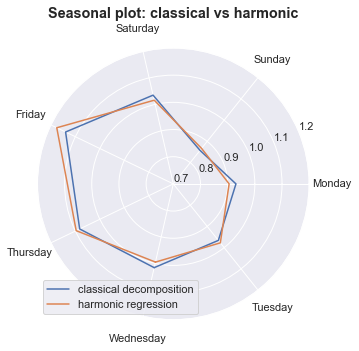 Seasonal plot: classical vs harmonic
Saturday
Sunday
Friday
1.2
1.1
1.0
0.9
0.8
0.7
Monday
Thursday
classical decomposition
harmonic regression
Tuesday
Wednesday